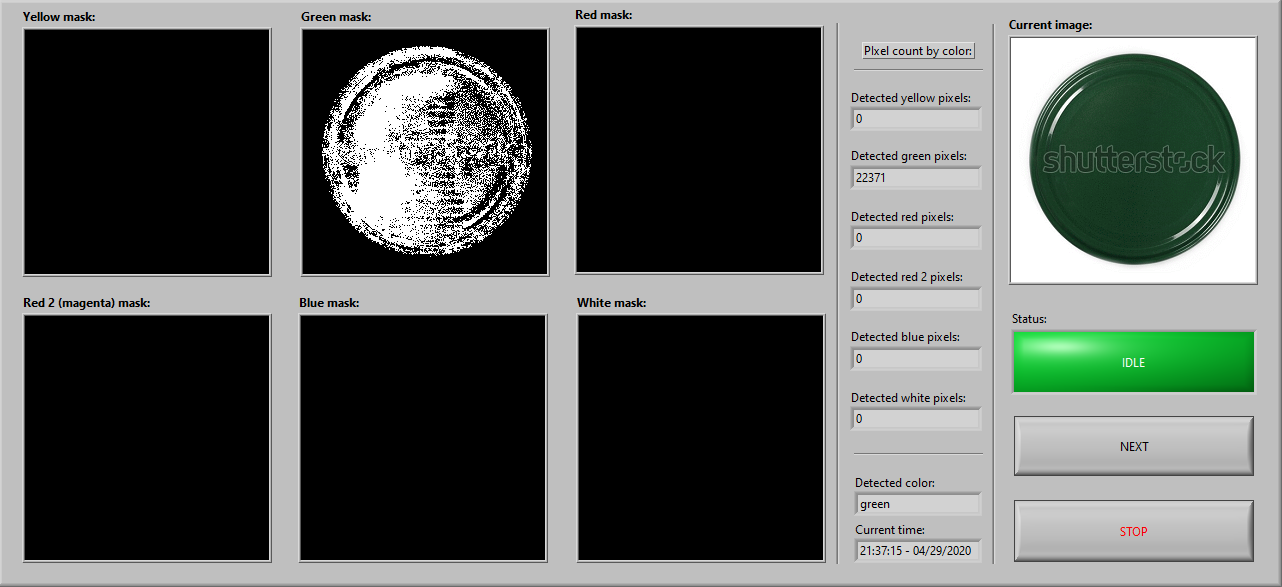 Yellow mask:
Green mask:
Red mask:
Red 2 (magenta) mask:
Blue mask:
White mask:
PIxel count by color:
Detected yellow pixels:
0
Detected green pixels:
22371
Detected red pixels:
0
Detected red 2 pixels:
0
Detected blue pixels:
0
Detected white pixels:
0
Detected color:
green
Current time:
21:37:15 - 04/29/2020
Current image:
shutterstock
Status:
IDLE
NEXT
STOP